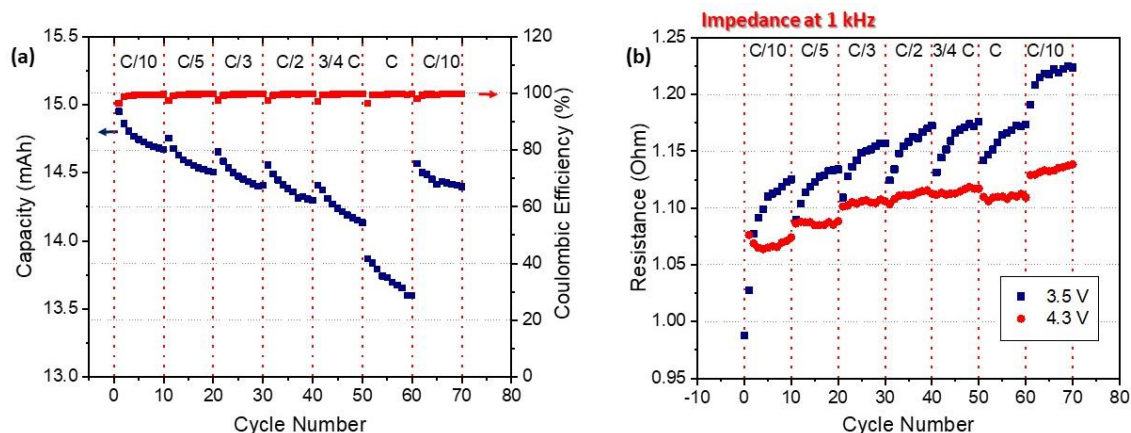 Impedance at 1 kHz
(a)
15.5
15.0
14.5
14.0
13.5
13.0
Capacity (mAh)
C/10 C/5 C/3 C/2 3/4 C C C/10
120
100
80
60
40
20
0
Coulombic Efficiency (%)
0 10 20 30 40 50 60 70 80
Cycle Number
(b)
1.25
1.20
1.15
1.10
1.05
1.00
0.95
Resistance (Ohm)
C/10 C/5 C/3 C/2 3/4 C C C/10
3.5 V
4.3 V
-10 0 10 20 30 40 50 60 70 80
Cycle Number